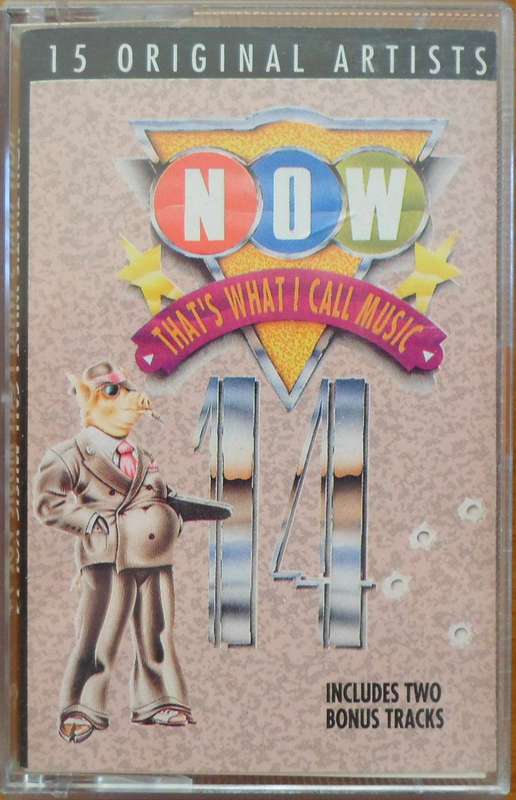 15 ORIGINAL ARTISTS
NOW
THAT'S WHAT I CALL MUSIC
14
INCLUDES TWO
BONUS TRACKS